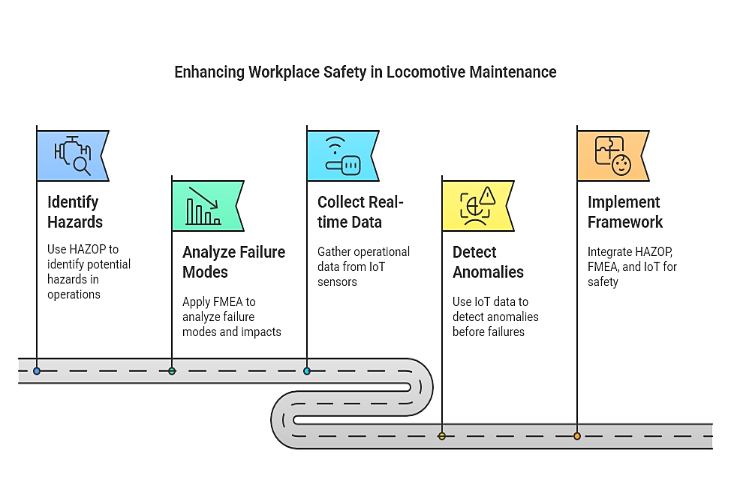 Enhancing Workplace Safety in Locomotive Maintenance
Identify
Hazards
Use HAZOP to
identify potential
hazards in
operations
Analyze Failure
Modes
Apply FMEA to
analyze failure
modes and impacts
Collect Real-
time Data
Gather operational
data from IoT
sensors
Detect
Anomalies
Use IoT data to
detect anomalies
before failures
Implement
Framework
Integrate HAZOP,
FMEA, and IoT for
safety